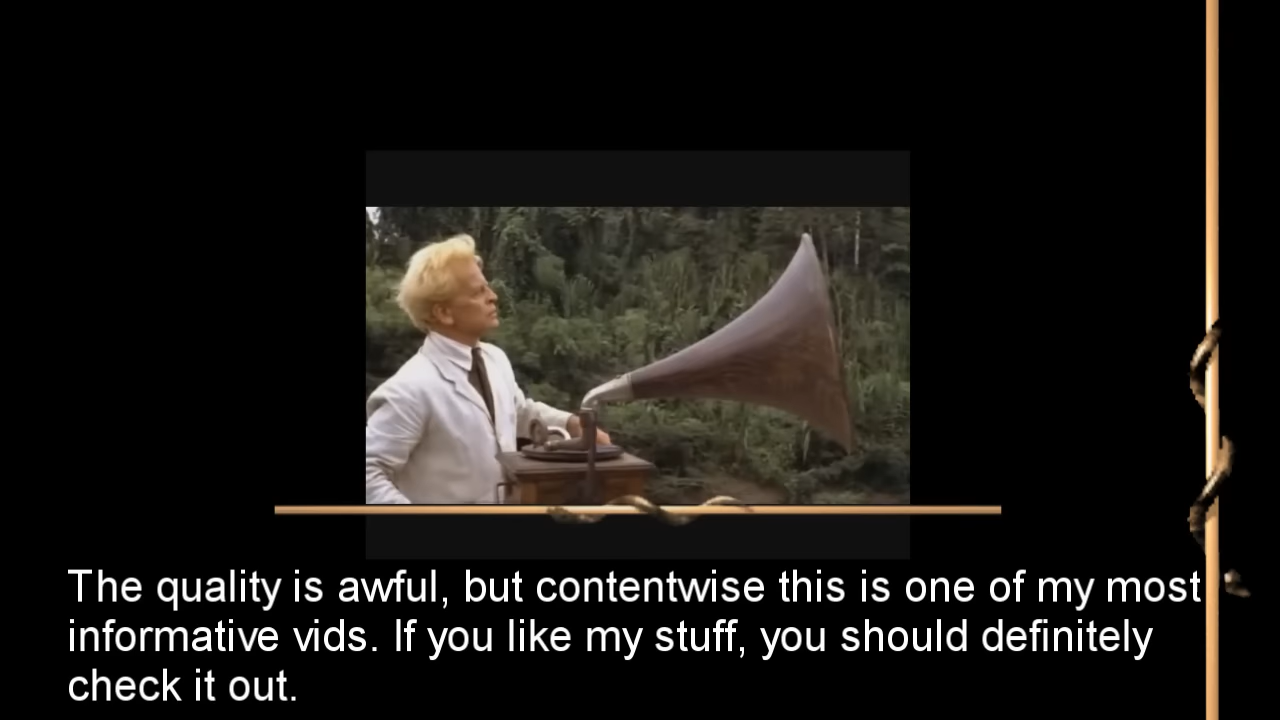 The quality is awful, but contentwise this is one of my most
informative vids. If you like my stuff, you should definitely
check it out.